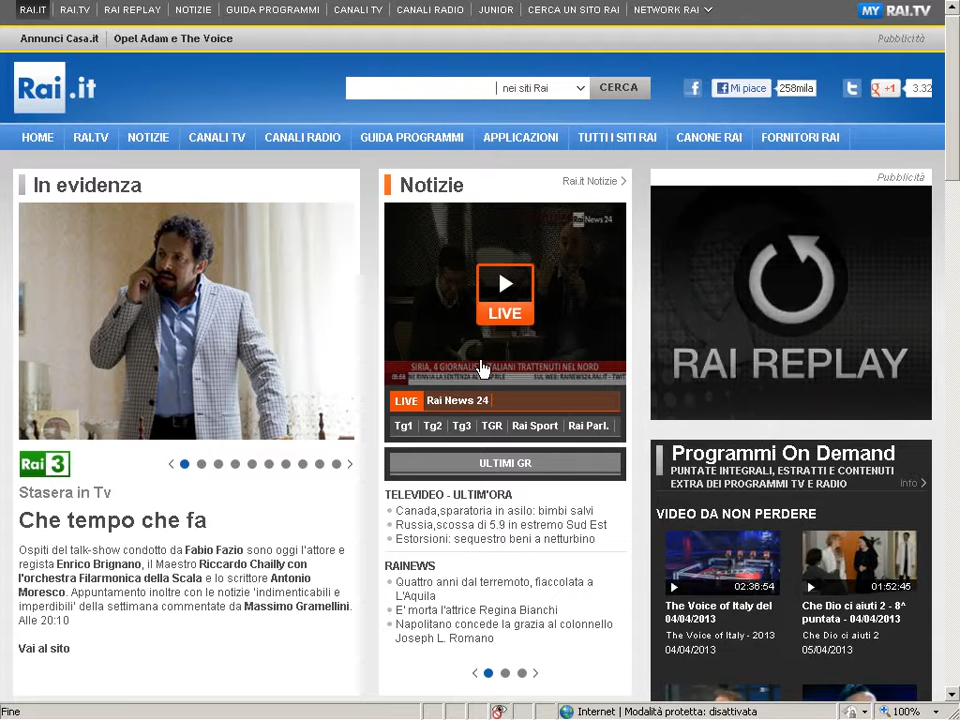 RAI.IT RAI.TV RAI REPLAY NOTIZIE GUIDA PROGRAMMI CANALI TV CANALI RADIO JUNIOR CERCA UN SITO RAI NETWORK RAI MY RAI.TV
Annunci Casa.it Opel Adam e The Voice Pubblicità
Rai.it nei siti Rai CERCA f Mi piace 258mila t g +1 3.32
HOME RAI.TV NOTIZIE CANALI TV CANALI RADIO GUIDA PROGRAMMI APPLICAZIONI TUTTI I SITI RAI CANONE RAI FORNITORI RAI
In evidenza
Rai 3
Stasera in Tv
Che tempo che fa
Ospiti del talk-show condotto da Fabio Fazio sono oggi l'attore e
regista Enrico Brignano, il Maestro Riccardo Chailly con
l'orchestra Filarmonica della Scala e lo scrittore Antonio
Moresco. Appuntamento inoltre con le notizie 'indimenticabili e
imperdibili' della settimana commentate da Massimo Gramellini.
Alle 20:10
Vai al sito
Notizie Rai.it Notizie
Rai News 24
LIVE
SIRIA, 4 GIORNALISTI ITALIANI TRATTENUTI NEL NORD
LIVE Rai News 24
Tg1 Tg2 Tg3 TGR Rai Sport Rai Parl.
ULTIMI GR
TELEVIDEO - ULTIM'ORA
Canada,sparatoria in asilo: bimbi salvi
Russia,scossa di 5.9 in estremo Sud Est
Estorsioni: sequestro beni a netturbino
RAINEWS
Quattro anni dal terremoto, fiaccolata a
L'Aquila
E' morta l'attrice Regina Bianchi
Napolitano concede la grazia al colonnello
Joseph L. Romano
Pubblicità
RAI REPLAY
Programmi On Demand
PUNTATE INTEGRALI, ESTRATTI E CONTENUTI
EXTRA DEI PROGRAMMI TV E RADIO Info
VIDEO DA NON PERDERE
02:36:54
The Voice of Italy del
04/04/2013
The Voice of Italy - 2013
04/04/2013
01:52:45
Che Dio ci aiuti 2 - 8^
puntata - 04/04/2013
Che Dio ci aiuti 2
05/04/2013
Fine Internet | Modalità protetta: disattivata 100%